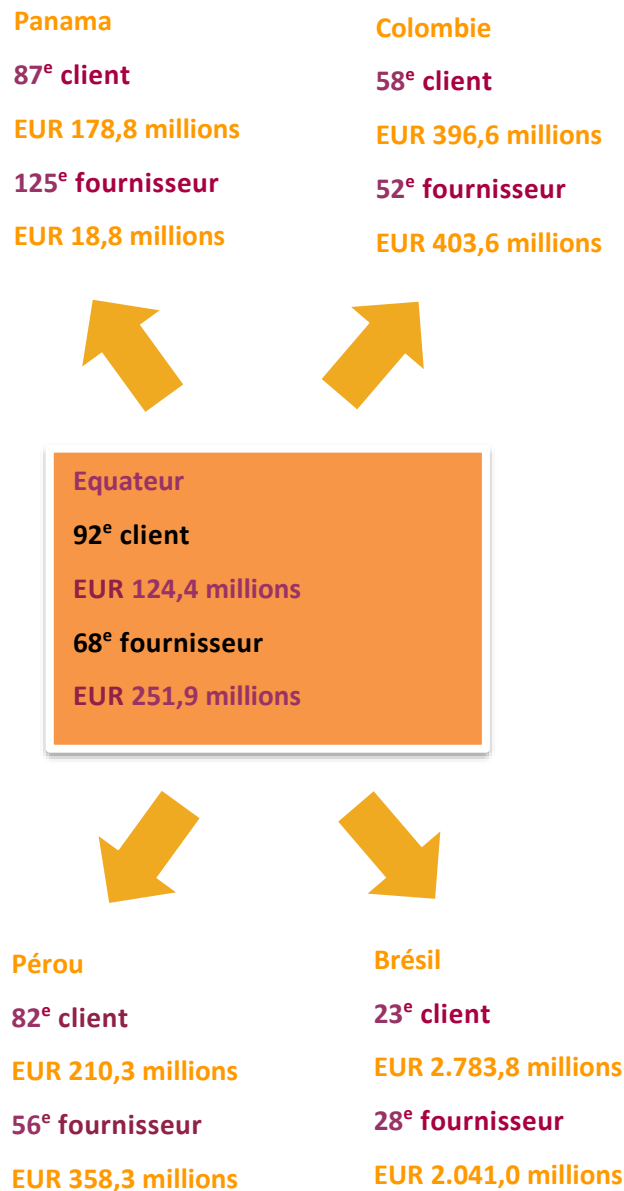 Panama
87e client
EUR 178,8 millions
125e fournisseur
EUR 18,8 millions
Colombie
58e client
EUR 396,6 millions
52e fournisseur
EUR 403,6 millions
Equateur
92e client
EUR 124,4 millions
68e fournisseur
EUR 251,9 millions
Pérou
82e client
EUR 210,3 millions
56e fournisseur
EUR 358,3 millions
Brésil
23e client
EUR 2.783,8 millions
28e fournisseur
EUR 2.041,0 millions